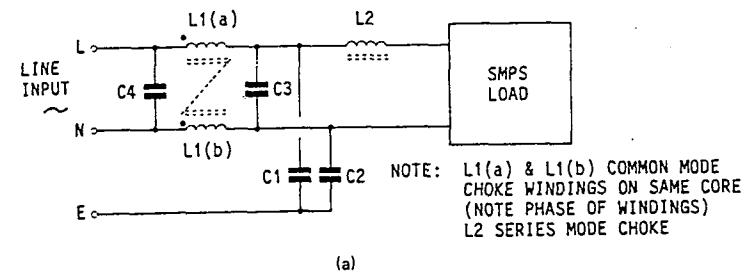 L1(a)
L2
L
LINE
INPUT
~
C4
C3
SMPS
LOAD
N
L1(b)
C1
C2
NOTE: L1(a) & L1(b) COMMON MODE
CHOKE WINDINGS ON SAME CORE
(NOTE PHASE OF WINDINGS)
L2 SERIES MODE CHOKE
E
(a)